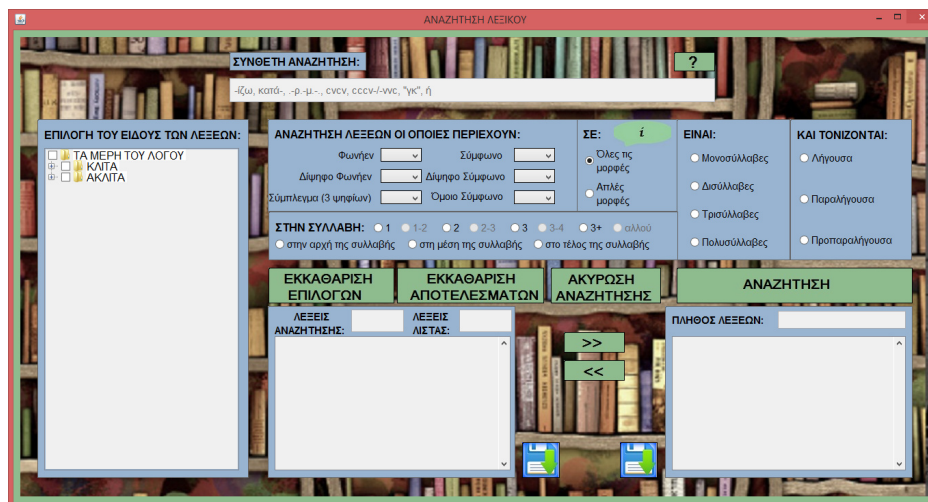 ΑΝΑΖΗΤΗΣΗ ΛΕΞΙΚΟΥ
ΣΥΝΘΕΤΗ ΑΝΑΖΗΤΗΣΗ:
?
-ίζω, κατά-, .-ρ.-μ.-., cvcv, cccv-/-vvc, "γκ", ή
ΕΠΙΛΟΓΗ ΤΟΥ ΕΙΔΟΥΣ ΤΩΝ ΛΕΞΕΩΝ:
ΤΑ ΜΕΡΗ ΤΟΥ ΛΟΓΟΥ
ΚΛΙΤΑ
ΑΚΛΙΤΑ
ΑΝΑΖΗΤΗΣΗ ΛΕΞΕΩΝ ΟΙ ΟΠΟΙΕΣ ΠΕΡΙΕΧΟΥΝ:
Φωνήεν Σύμφωνο
Δίψηφο Φωνήεν Δίψηφο Σύμφωνο
Σύμπλεγμα (3 ψηφίων) Όμοιο Σύμφωνο
ΣΕ: i
Όλες τις
μορφές
Απλές
μορφές
ΕΙΝΑΙ:
Μονοσύλλαβες
Δισύλλαβες
Τρισύλλαβες
Πολυσύλλαβες
ΚΑΙ ΤΟΝΙΖΟΝΤΑΙ:
Λήγουσα
Παραλήγουσα
Προπαραλήγουσα
ΣΤΗΝ ΣΥΛΛΑΒΗ: 1 1-2 2 2-3 3 3-4 3+ αλλού
στην αρχή της συλλαβής στη μέση της συλλαβής στο τέλος της συλλαβής
ΕΚΚΑΘΑΡΙΣΗ
ΕΠΙΛΟΓΩΝ
ΕΚΚΑΘΑΡΙΣΗ
ΑΠΟΤΕΛΕΣΜΑΤΩΝ
ΑΚΥΡΩΣΗ
ΑΝΑΖΗΤΗΣΗΣ
ΑΝΑΖΗΤΗΣΗ
ΛΕΞΕΙΣ
ΑΝΑΖΗΤΗΣΗΣ:
ΛΕΞΕΙΣ
ΛΙΣΤΑΣ:
>>
<<
ΠΛΗΘΟΣ ΛΕΞΕΩΝ: